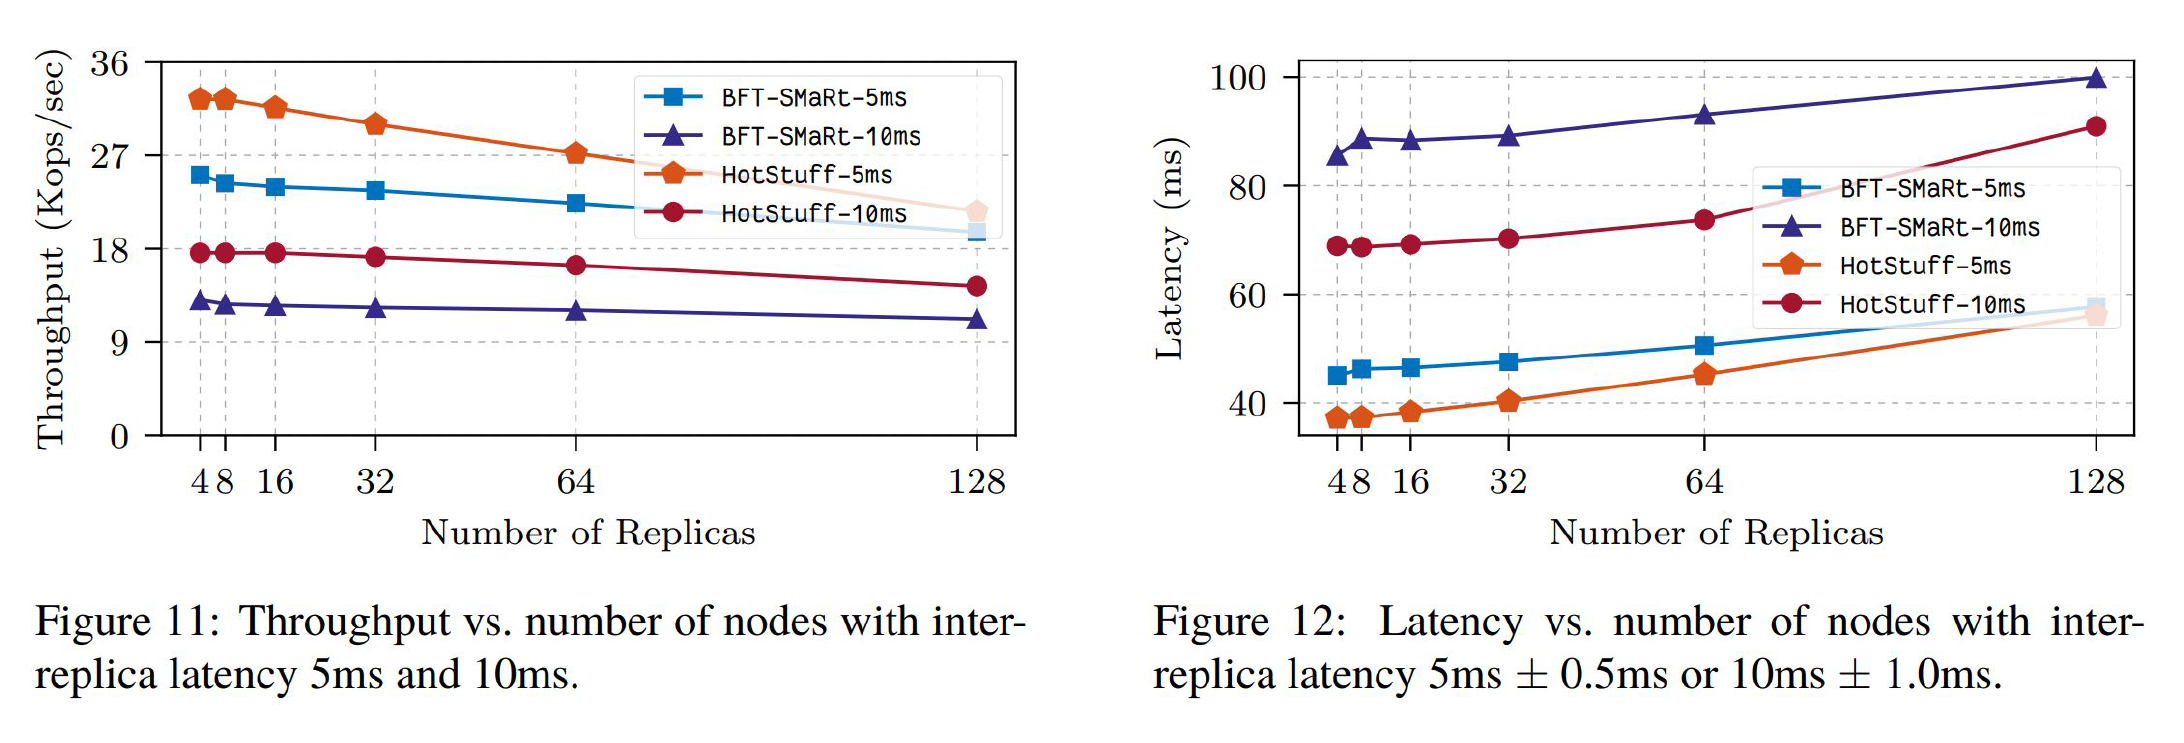 Throughput (Kops/sec)
36
27
18
9
0
BFT-SMaRt-5ms
BFT-SMaRt-10ms
HotStuff-5ms
HotStuff-10ms
4 8 16 32 64 128
Number of Replicas
Figure 11: Throughput vs. number of nodes with inter-
replica latency 5ms and 10ms.
Latency (ms)
100
80
60
40
BFT-SMaRt-5ms
BFT-SMaRt-10ms
HotStuff-5ms
HotStuff-10ms
4 8 16 32 64 128
Number of Replicas
Figure 12: Latency vs. number of nodes with inter-
replica latency 5ms ± 0.5ms or 10ms ± 1.0ms.